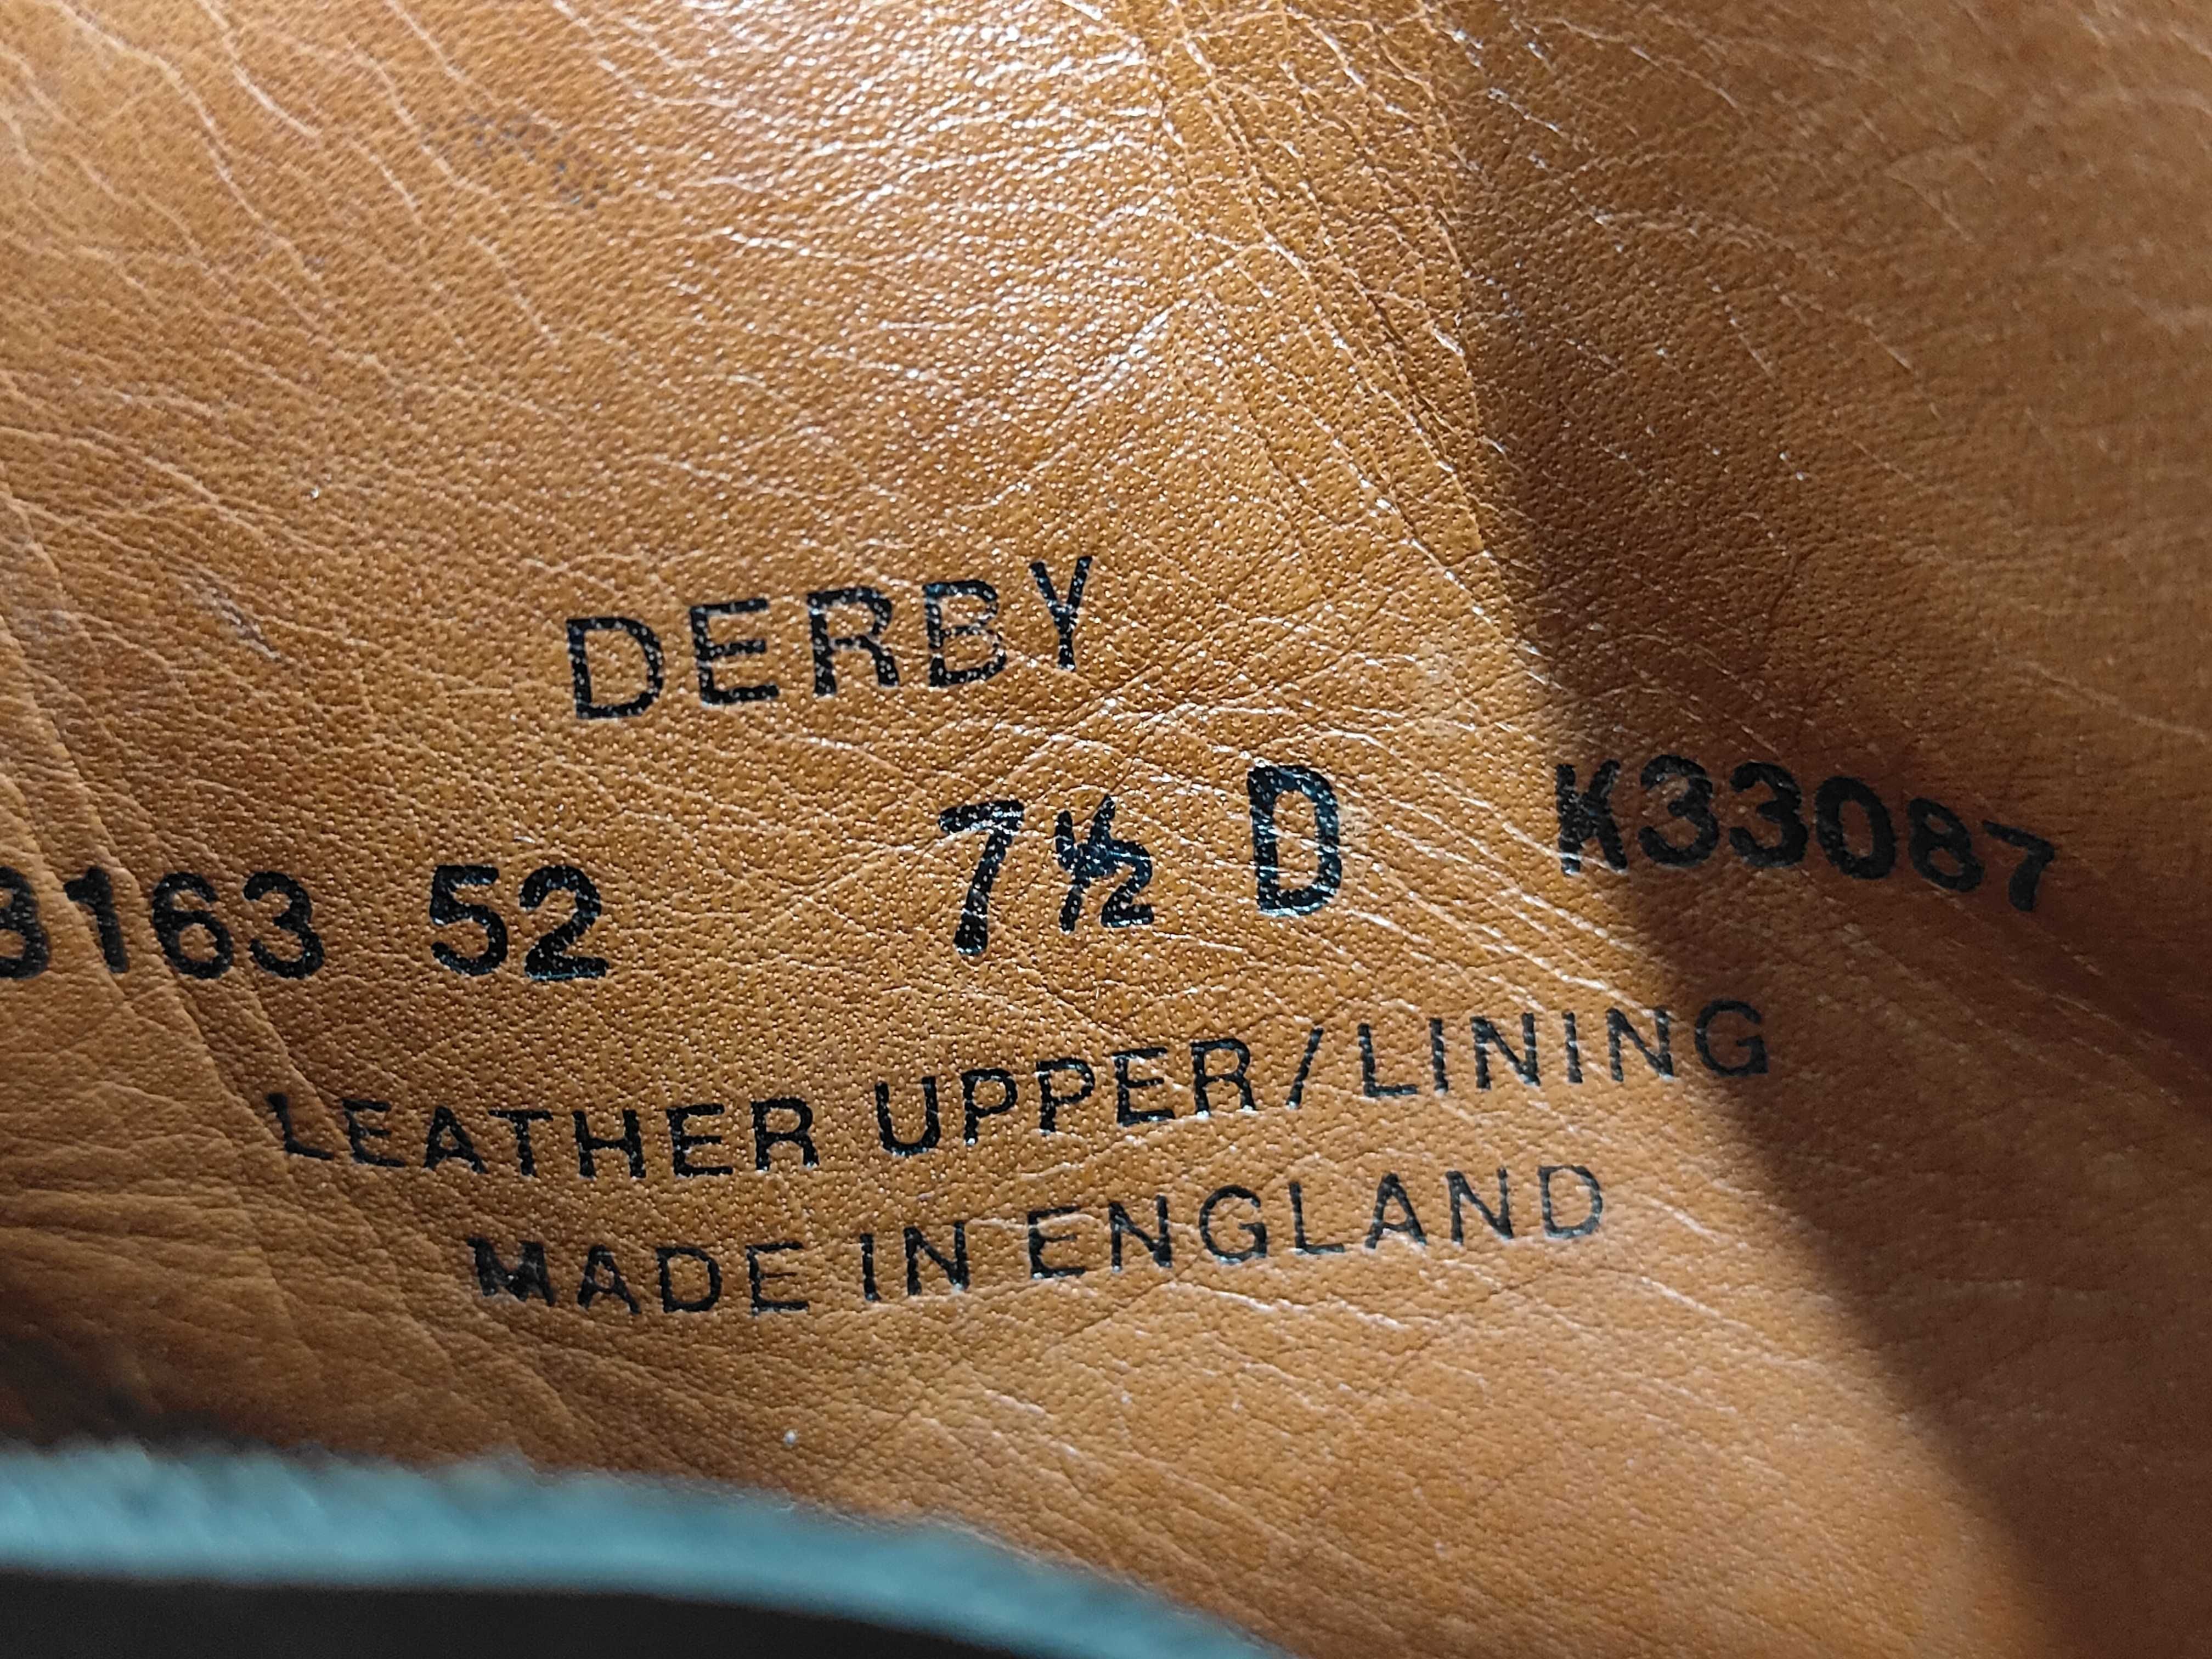 DERBY
3163 52 7½ D K33087
LEATHER UPPER/LINING
MADE IN ENGLAND